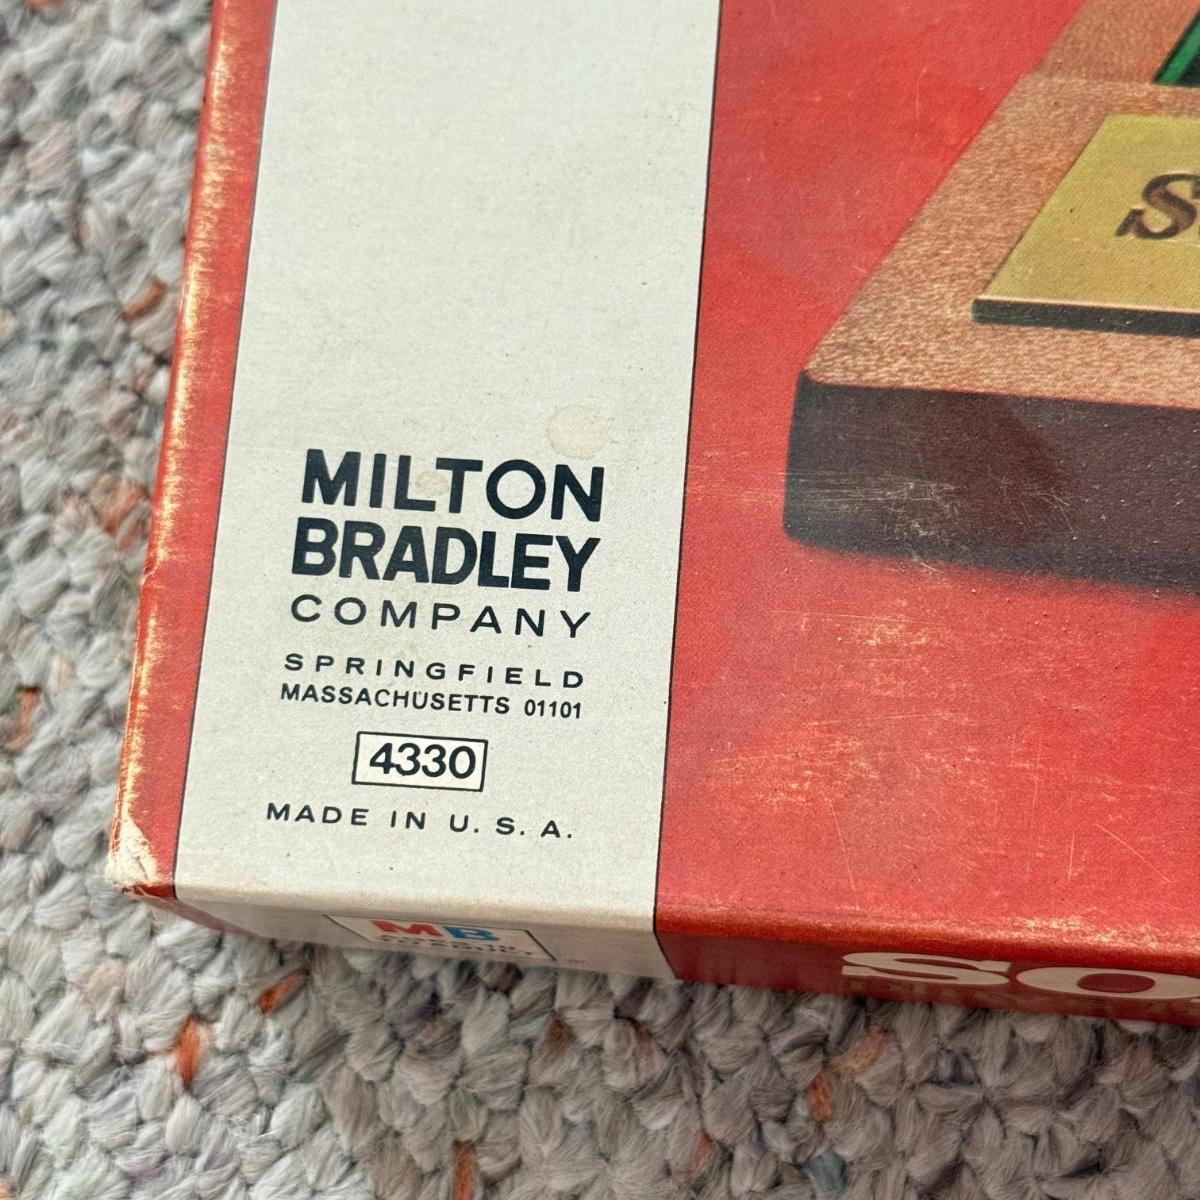 MILTON
BRADLEY
COMPANY
SPRINGFIELD
MASSACHUSETTS 01101
4330
MADE IN U. S. A.
MB